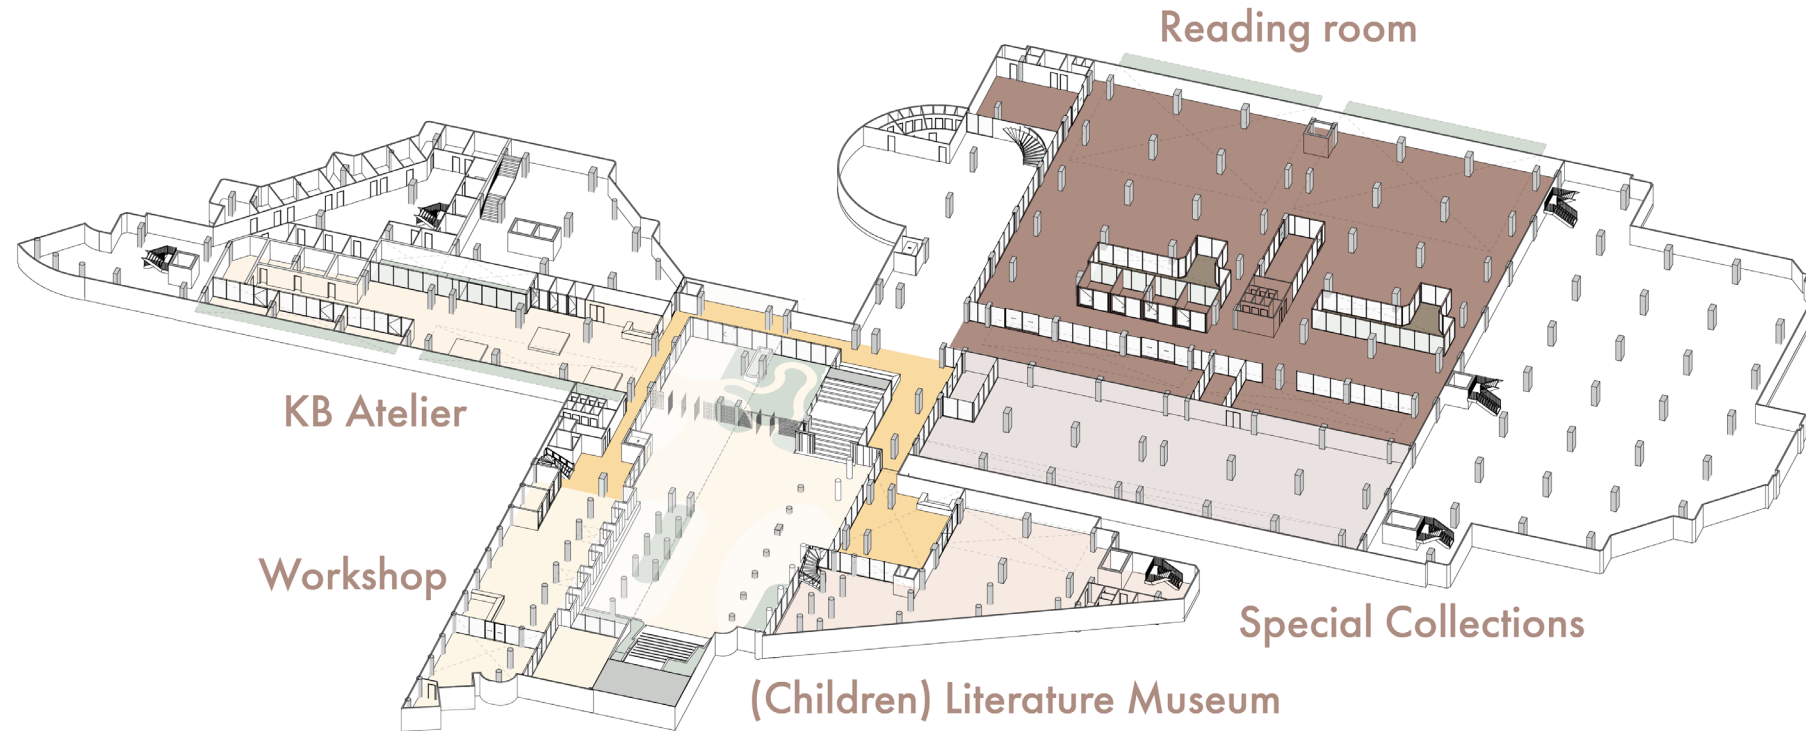 Reading room
KB Atelier
Workshop
Special Collections
(Children) Literature Museum